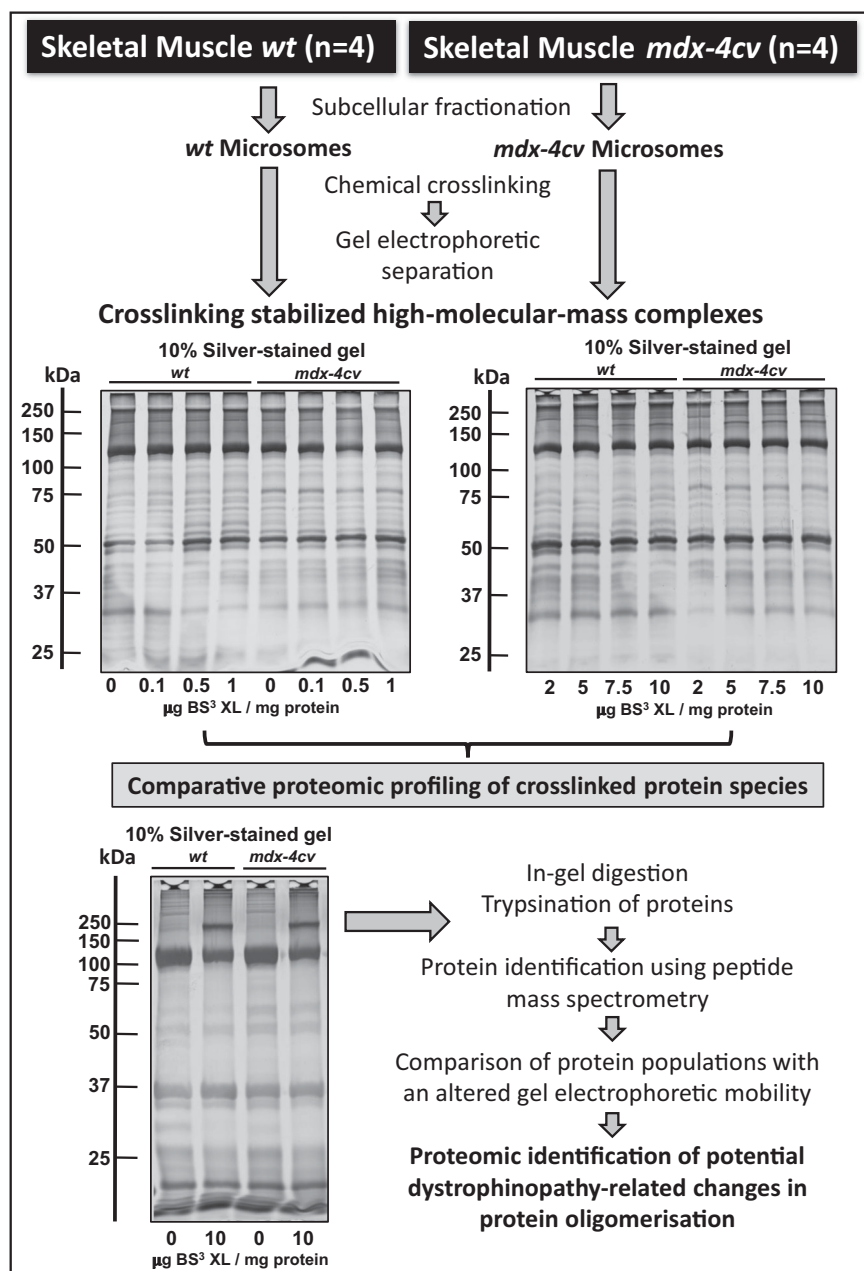 Skeletal Muscle wt (n=4)
Skeletal Muscle mdx-4cv (n=4)
Subcellular fractionation
wt Microsomes
mdx-4cv Microsomes
Chemical crosslinking
Gel electrophoretic
separation
Crosslinking stabilized high-molecular-mass complexes
10% Silver-stained gel
kDa
wt
mdx-4cv
250
150
100
75
50
37
25
0 0.1 0.5 1 0 0.1 0.5 1
µg BS³ XL / mg protein
10% Silver-stained gel
kDa
wt
mdx-4cv
250
150
100
75
50
37
25
2 5 7.5 10 2 5 7.5 10
µg BS³ XL / mg protein
Comparative proteomic profiling of crosslinked protein species
10% Silver-stained gel
kDa
wt
mdx-4cv
250
150
100
75
50
37
25
0 10 0 10
µg BS³ XL / mg protein
In-gel digestion
Trypsination of proteins
Protein identification using peptide
mass spectrometry
Comparison of protein populations with
an altered gel electrophoretic mobility
Proteomic identification of potential
dystrophinopathy-related changes in
protein oligomerisation